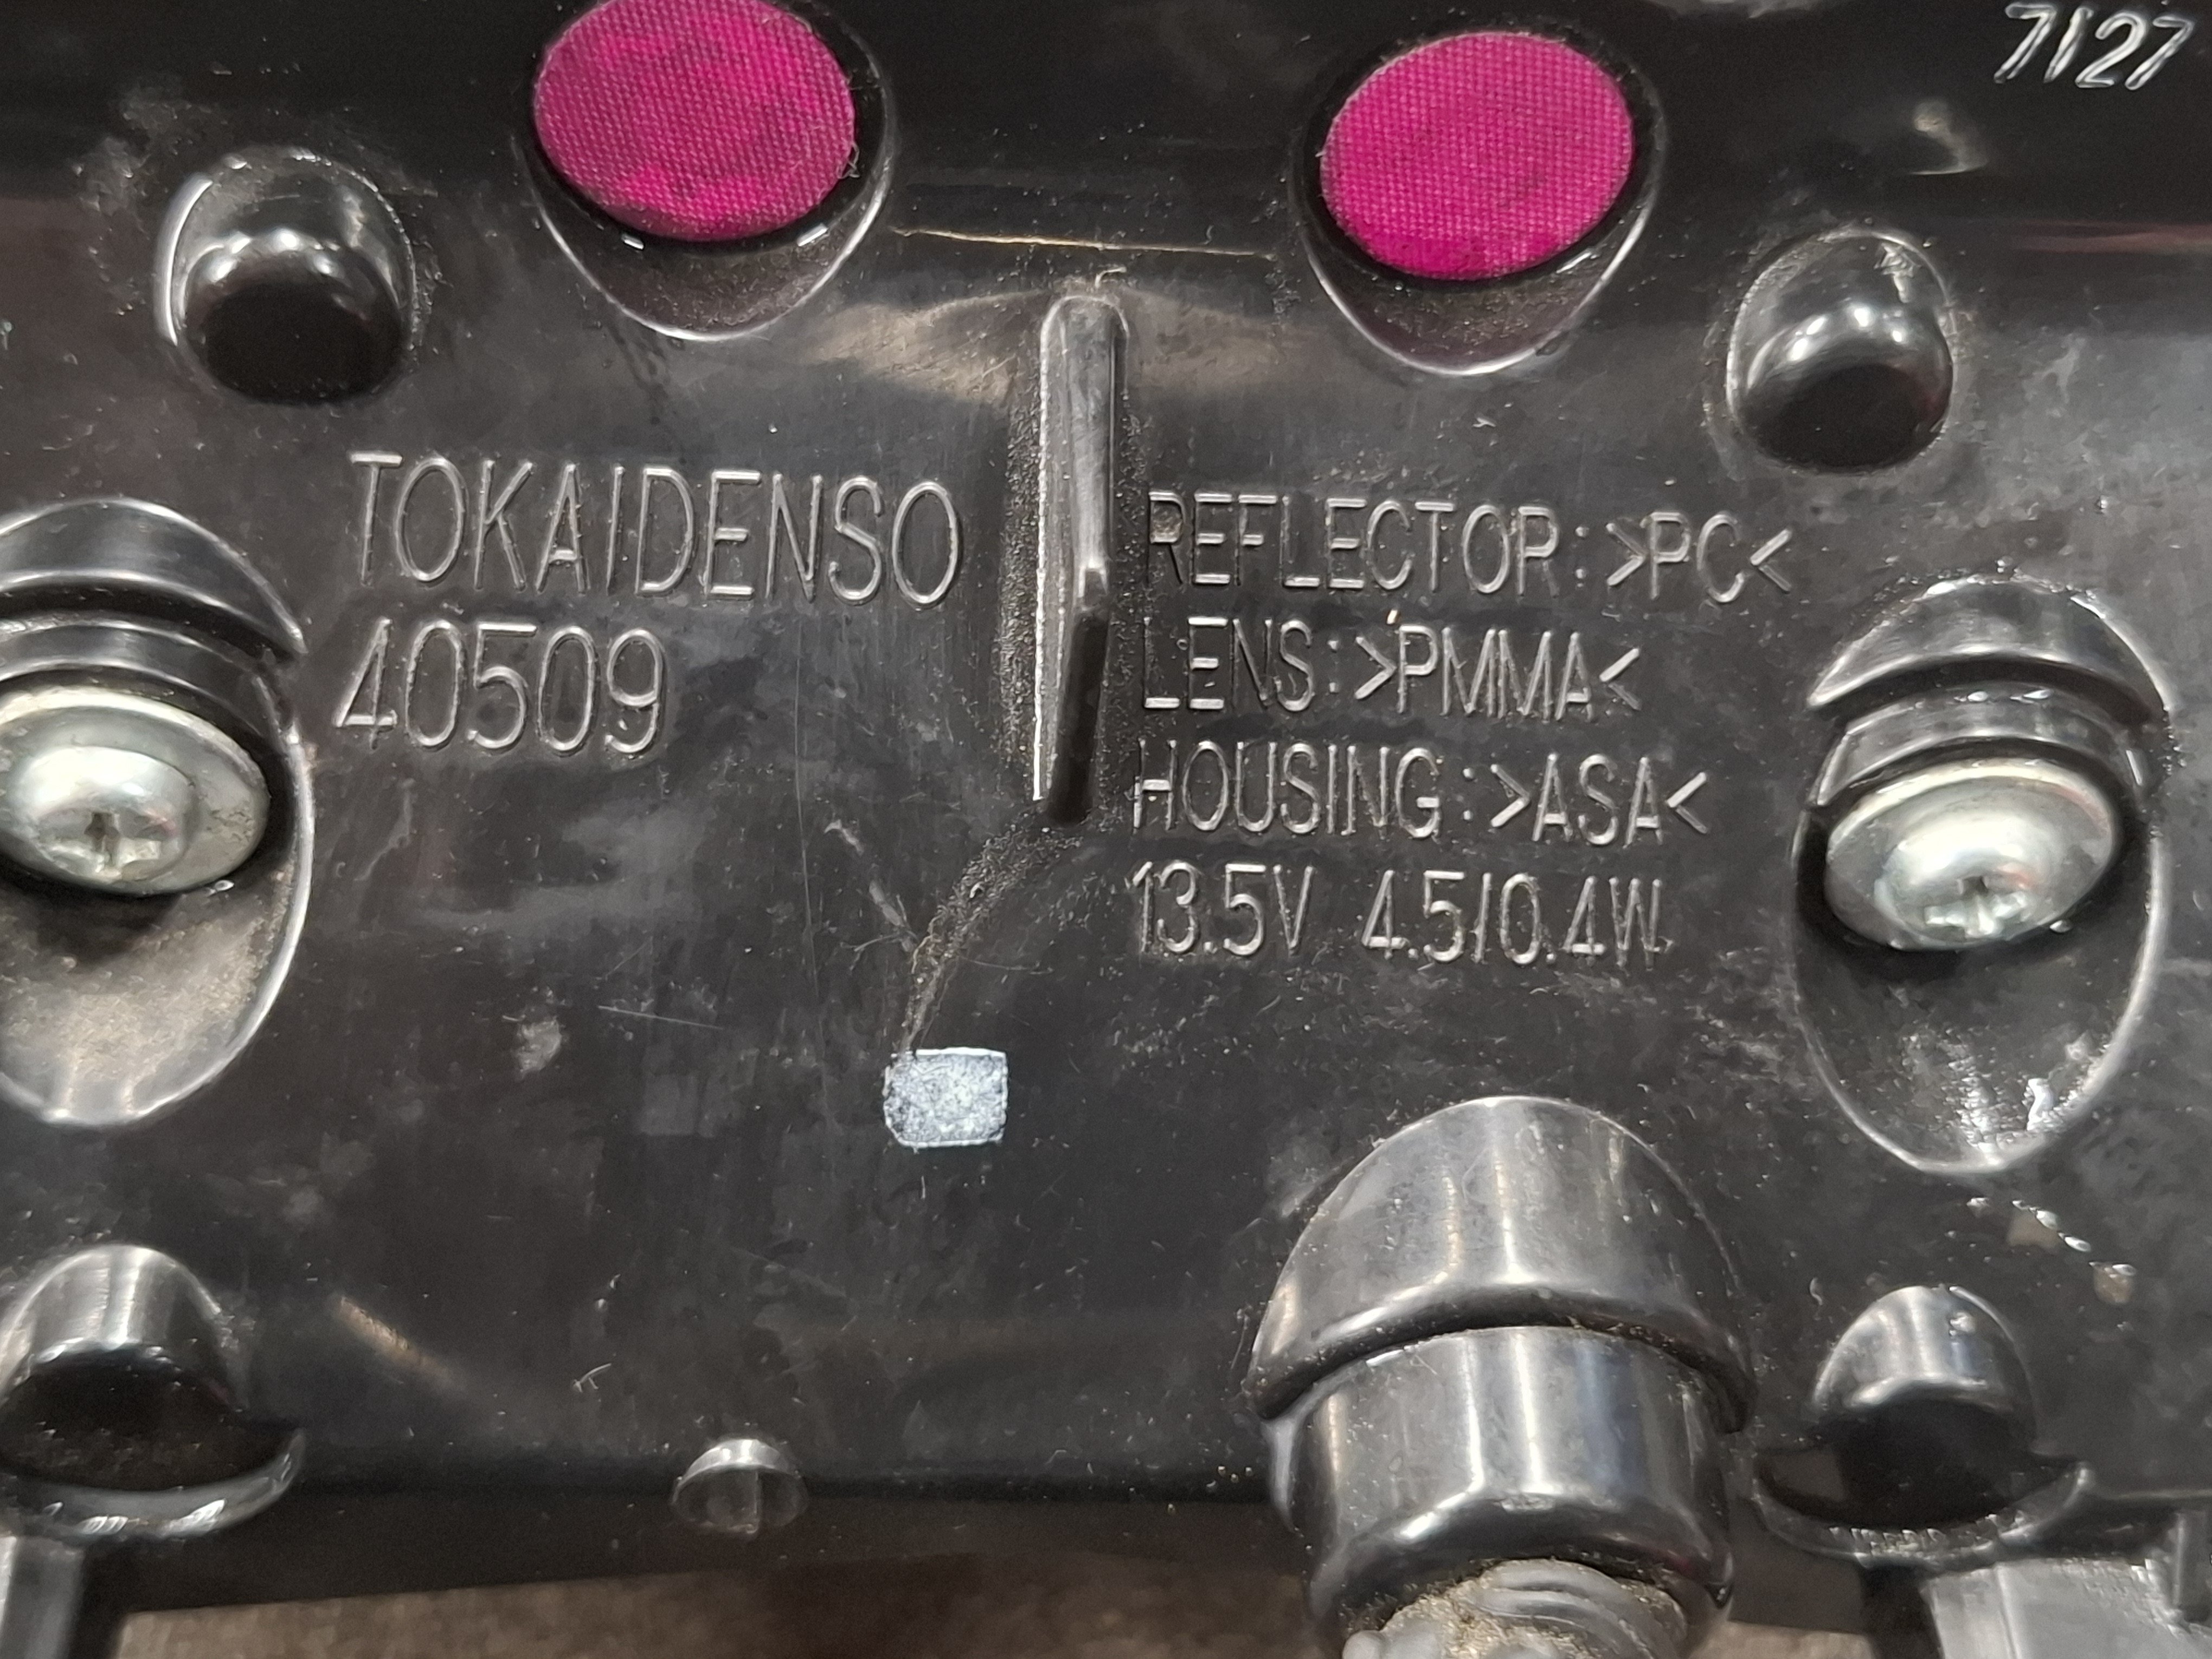 7127
TOKAIDENSO
40509
REFLECTOR:>PC<
LENS:>PMMA<
HOUSING:>ASA<
13.5V 4.5/0.4W